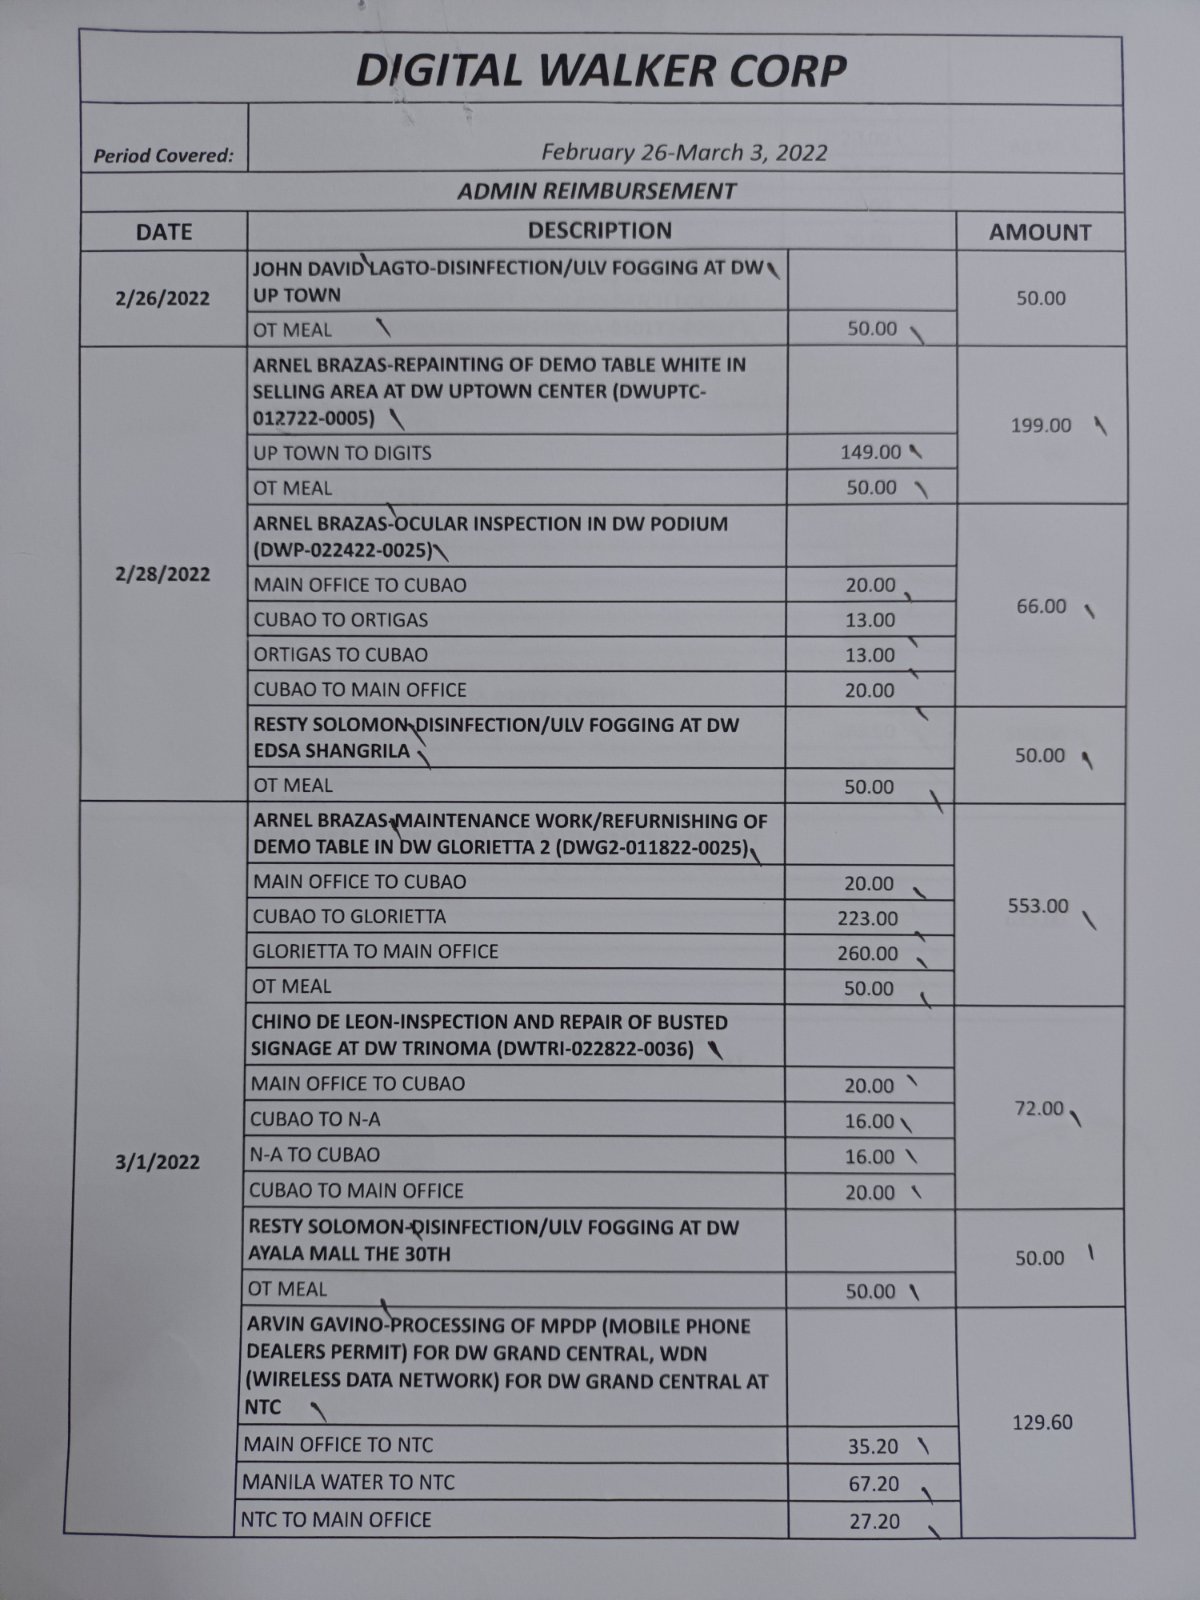 DIGITAL WALKER CORP
Period Covered: February 26-March 3, 2022
ADMIN REIMBURSEMENT
DATE DESCRIPTION AMOUNT
2/26/2022
JOHN DAVID LAGTO-DISINFECTION/ULV FOGGING AT DW
UP TOWN
50.00
OT MEAL 50.00
2/28/2022
ARNEL BRAZAS-REPAINTING OF DEMO TABLE WHITE IN
SELLING AREA AT DW UPTOWN CENTER (DWUPTC-
012722-0005)
199.00
UP TOWN TO DIGITS 149.00
OT MEAL 50.00
ARNEL BRAZAS-OCULAR INSPECTION IN DW PODIUM
(DWP-022422-0025)
MAIN OFFICE TO CUBAO 20.00
66.00
CUBAO TO ORTIGAS 13.00
ORTIGAS TO CUBAO 13.00
CUBAO TO MAIN OFFICE 20.00
RESTY SOLOMON-DISINFECTION/ULV FOGGING AT DW
EDSA SHANGRILA
50.00
OT MEAL 50.00
3/1/2022
ARNEL BRAZAS-MAINTENANCE WORK/REFURNISHING OF
DEMO TABLE IN DW GLORIETTA 2 (DWG2-011822-0025)
MAIN OFFICE TO CUBAO 20.00
553.00
CUBAO TO GLORIETTA 223.00
GLORIETTA TO MAIN OFFICE 260.00
OT MEAL 50.00
CHINO DE LEON-INSPECTION AND REPAIR OF BUSTED
SIGNAGE AT DW TRINOMA (DWTRI-022822-0036)
MAIN OFFICE TO CUBAO 20.00
72.00
CUBAO TO N-A 16.00
N-A TO CUBAO 16.00
CUBAO TO MAIN OFFICE 20.00
RESTY SOLOMON-DISINFECTION/ULV FOGGING AT DW
AYALA MALL THE 30TH
50.00
OT MEAL 50.00
ARVIN GAVINO-PROCESSING OF MPDP (MOBILE PHONE
DEALERS PERMIT) FOR DW GRAND CENTRAL, WDN
(WIRELESS DATA NETWORK) FOR DW GRAND CENTRAL AT
NTC
129.60
MAIN OFFICE TO NTC 35.20
MANILA WATER TO NTC 67.20
NTC TO MAIN OFFICE 27.20